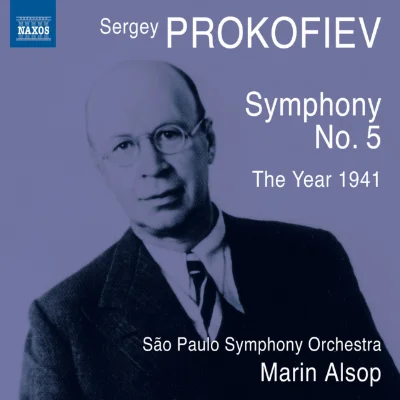 NAXOS
Sergey PROKOFIEV
Symphony
No. 5
The Year 1941
São Paulo Symphony Orchestra
Marin Alsop